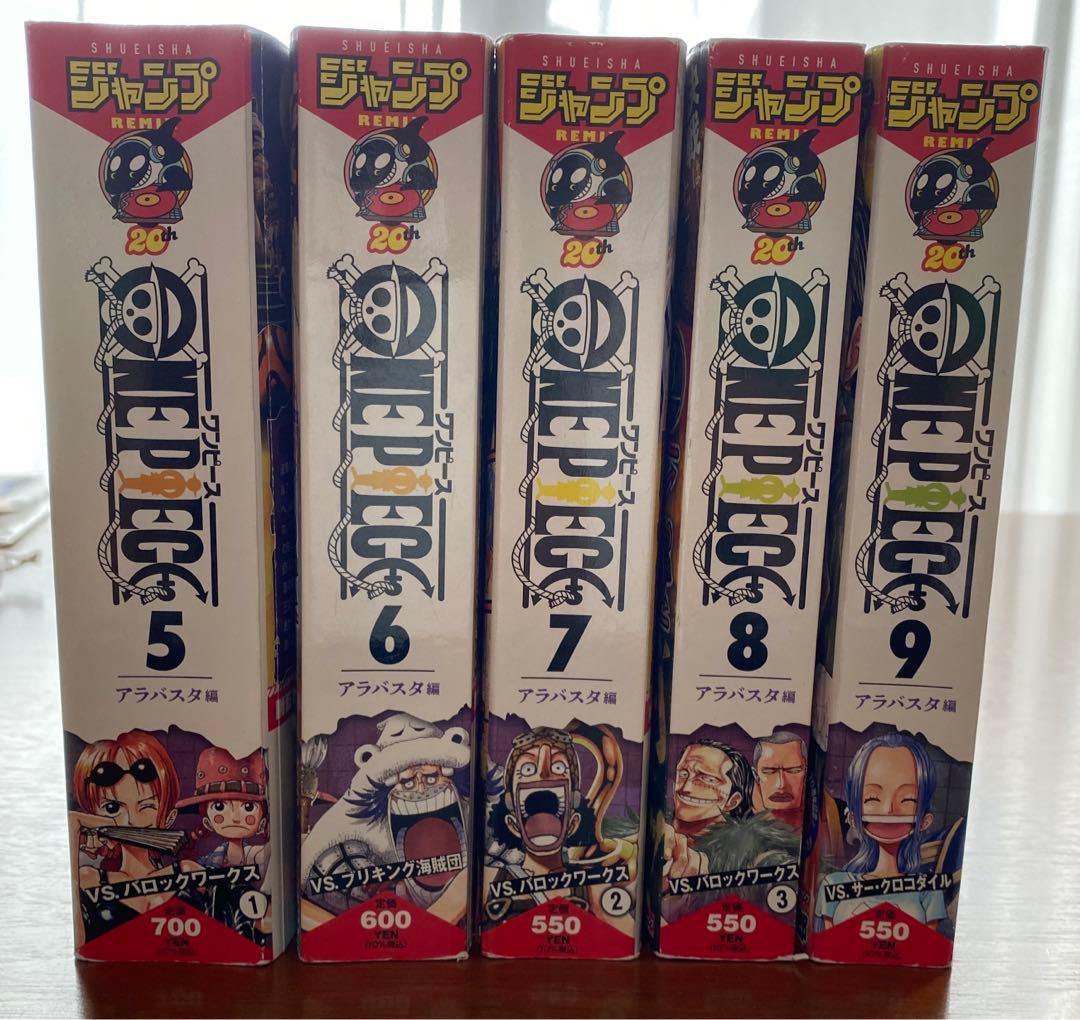 SHUEISHA
ジャンプ
REMI
20th
ONE PIECE
ワンピース
5
アラバスタ編
VS.バロックワークス
①
定価
700
YEN
(10%税込)
SHUEISHA
ジャンプ
REMI
20th
ONE PIECE
ワンピース
6
アラバスタ編
VS.ブリキング海賊団
定価
600
YEN
(10%税込)
SHUEISHA
ジャンプ
REMI
20th
ONE PIECE
ワンピース
7
アラバスタ編
VS.バロックワークス
②
定価
550
YEN
(10%税込)
SHUEISHA
ジャンプ
REMI
20th
ONE PIECE
ワンピース
8
アラバスタ編
VS.バロックワークス
③
定価
550
YEN
(10%税込)
SHUEISHA
ジャンプ
REMI
20th
ONE PIECE
ワンピース
9
アラバスタ編
VS.サー・クロコダイル
定価
550
YEN
(10%税込)